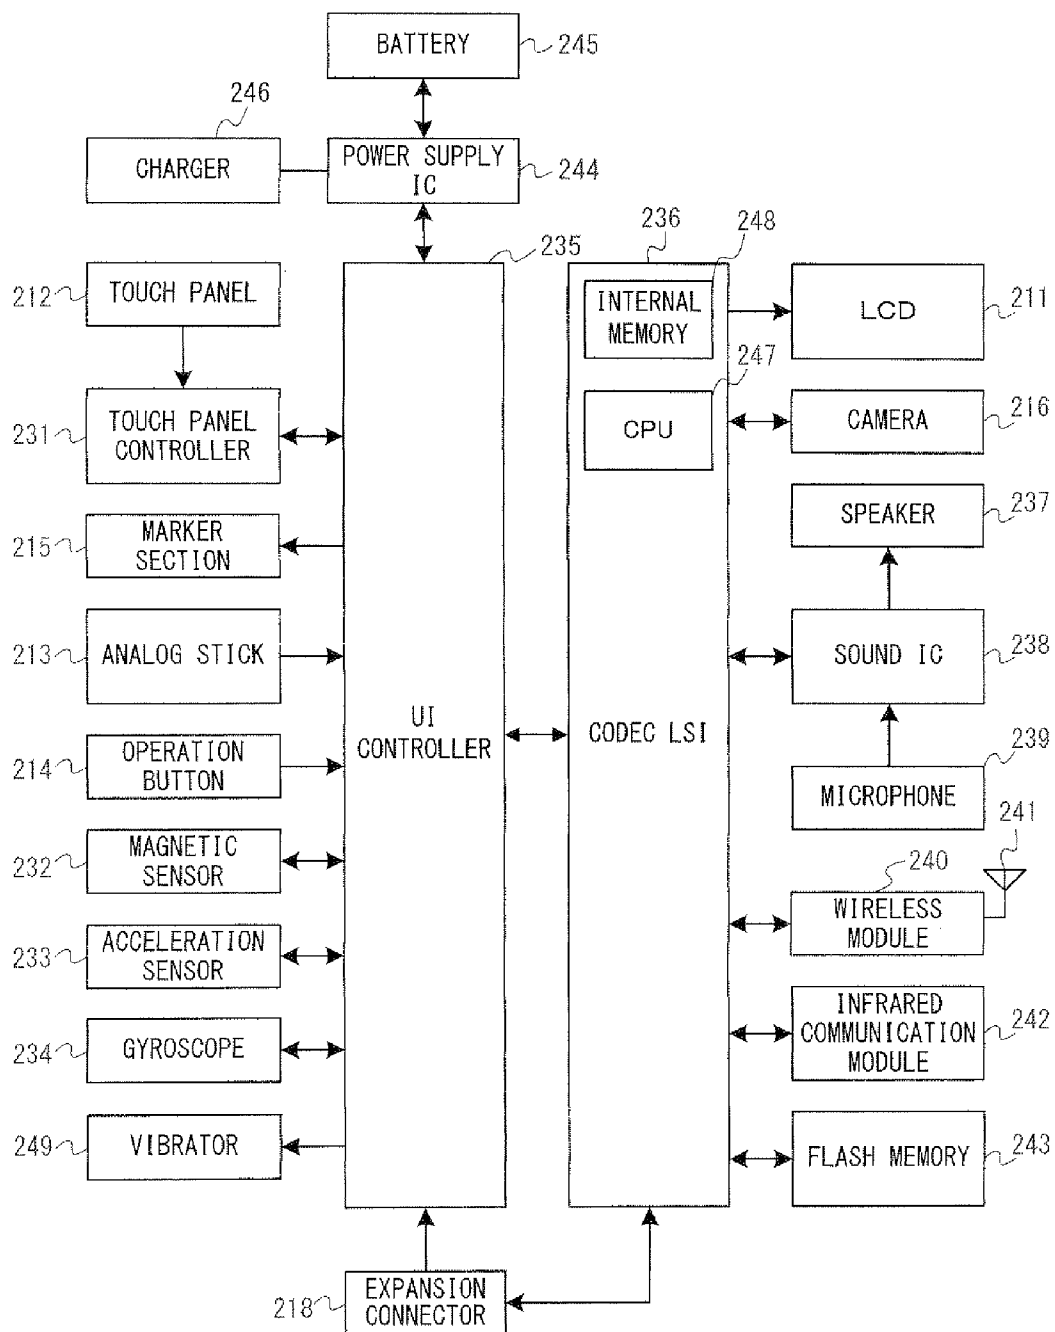 BATTERY
245
246
CHARGER
POWER SUPPLY
IC
244
235
236
248
212
TOUCH PANEL
INTERNAL
MEMORY
LCD
211
247
231
TOUCH PANEL
CONTROLLER
CPU
CAMERA
216
SPEAKER
237
215
MARKER
SECTION
213
ANALOG STICK
SOUND IC
238
UI
CONTROLLER
CODEC LSI
214
OPERATION
BUTTON
239
MICROPHONE
232
MAGNETIC
SENSOR
240
241
WIRELESS
MODULE
233
ACCELERATION
SENSOR
INFRARED
COMMUNICATION
MODULE
242
234
GYROSCOPE
249
VIBRATOR
FLASH MEMORY
243
218
EXPANSION
CONNECTOR